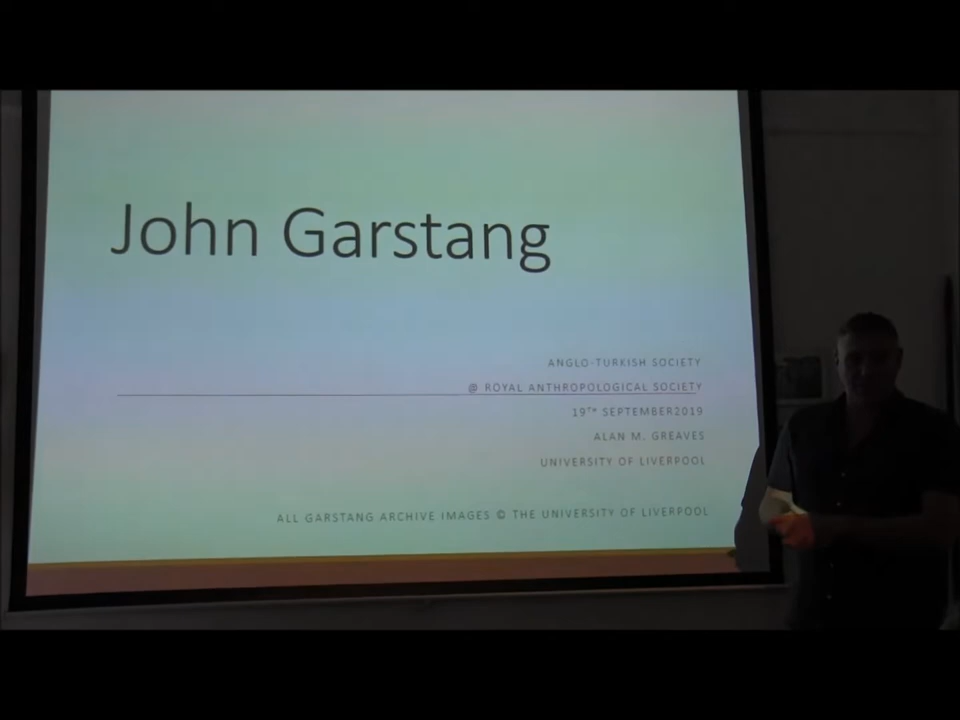 John Garstang
ANGLO-TURKISH SOCIETY
@ ROYAL ANTHROPOLOGICAL SOCIETY
19TH SEPTEMBER2019
ALAN M. GREAVES
UNIVERSITY OF LIVERPOOL
ALL GARSTANG ARCHIVE IMAGES © THE UNIVERSITY OF LIVERPOOL